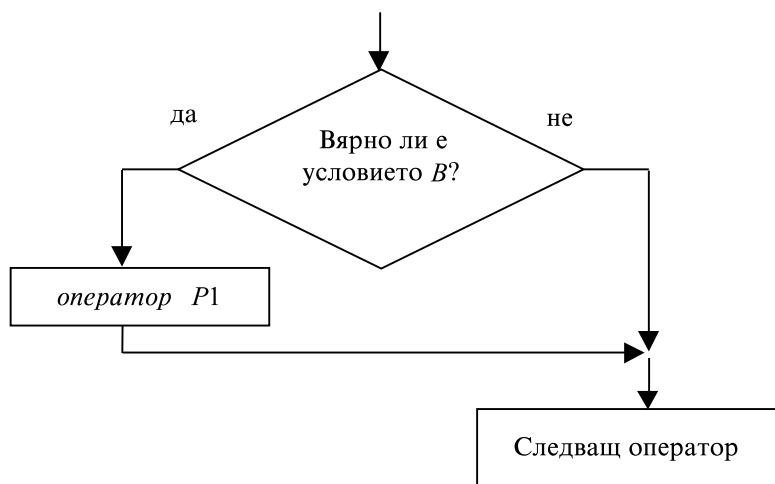 да
не
Вярно ли е
условието B?
оператор P1
Следващ оператор